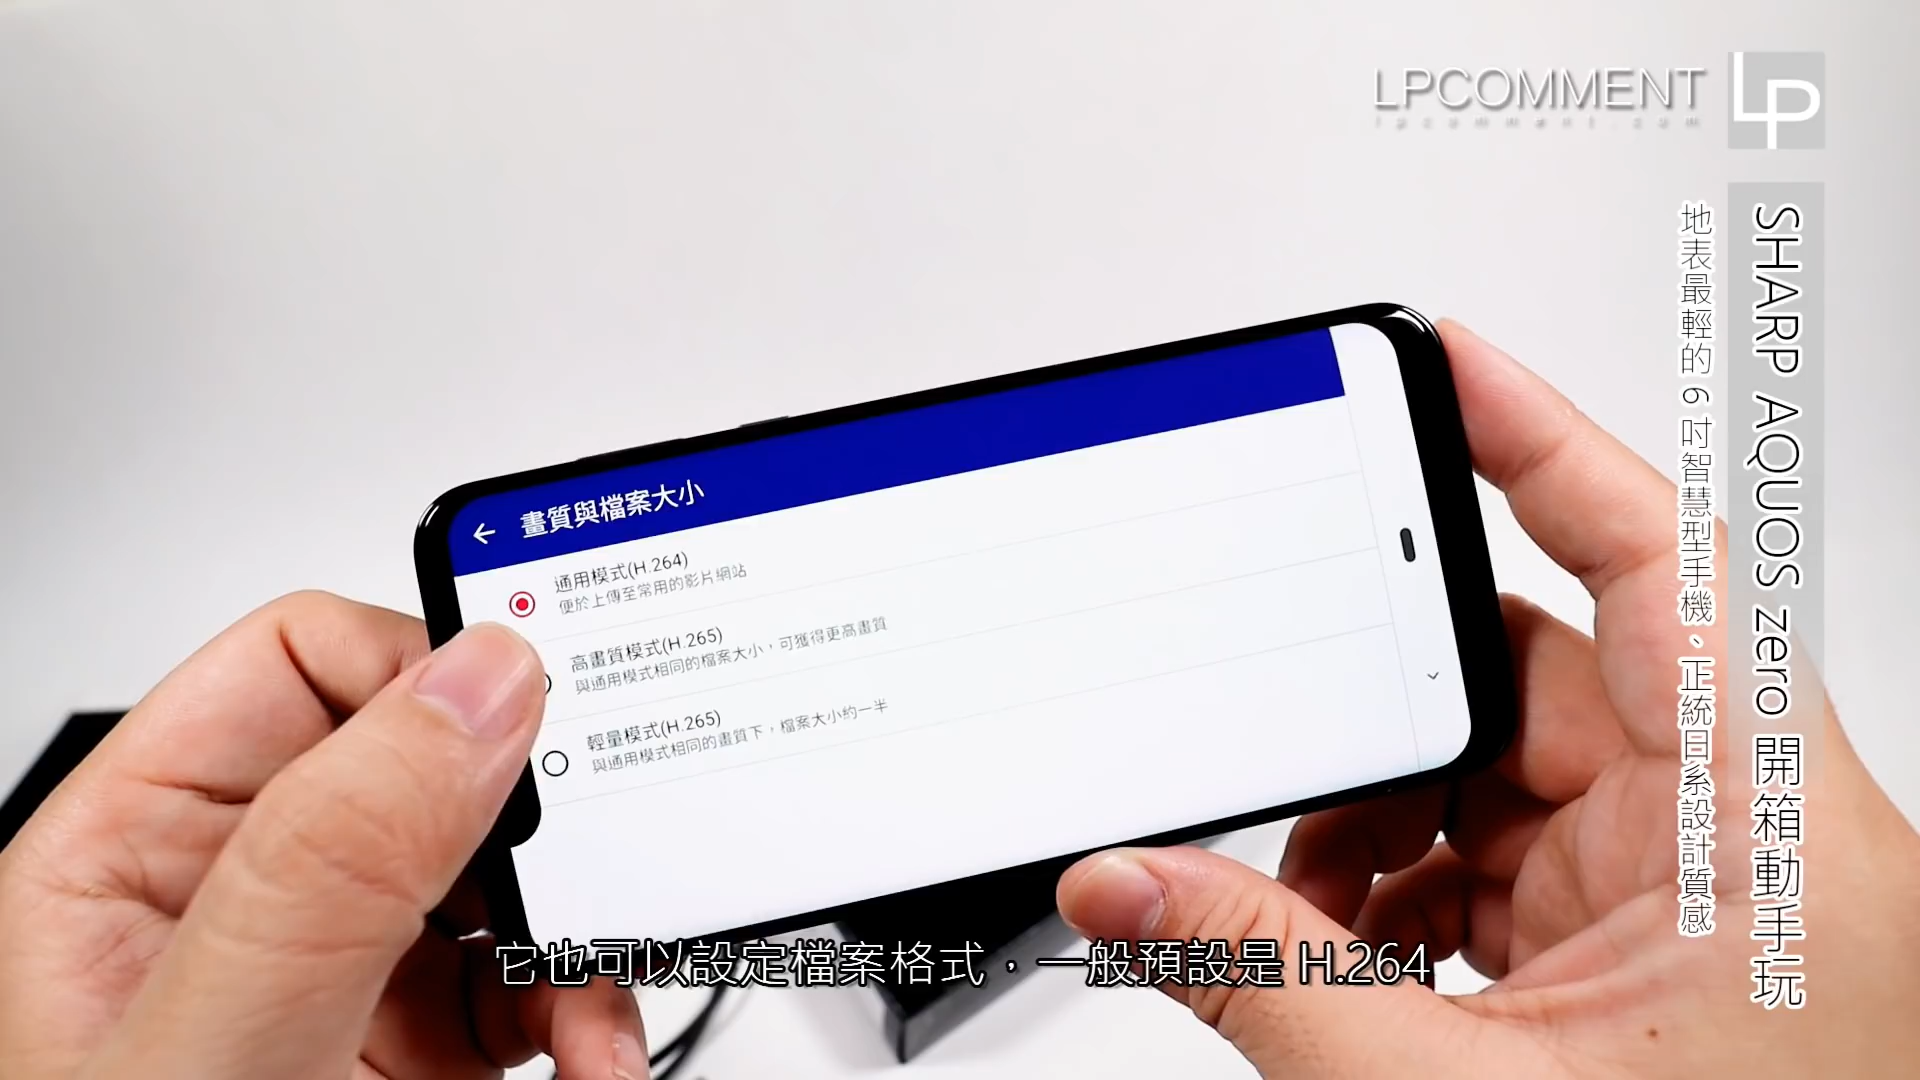 LPCOMMENT
lpcomment.com
LP
SHARP AQUOS zero 開箱動手玩
地表最輕的 6 吋智慧型手機、正統日系設計質感
畫質與檔案大小
通用模式(H.264)
便於上傳至常用的影片網站
高畫質模式(H.265)
與通用模式相同的檔案大小，可獲得更高畫質
輕量模式(H.265)
與通用模式相同的畫質下，檔案大小約一半
它也可以設定檔案格式，一般預設是 H.264